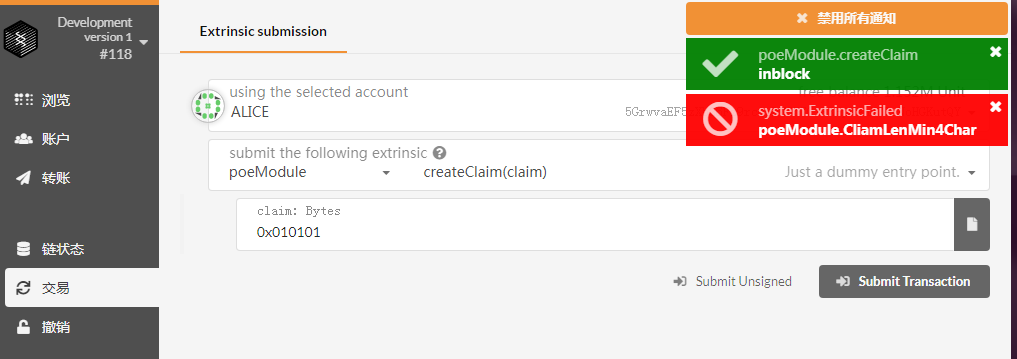 Development
version 1
#118
浏览
账户
转账
链状态
交易
撤销
Extrinsic submission
using the selected account
ALICE
5GrwvaEF5
submit the following extrinsic
poeModule
createClaim(claim)
Just a dummy entry point.
claim: Bytes
0x010101
Submit Unsigned
Submit Transaction
禁用所有通知
poeModule.createClaim
inblock
system.ExtrinsicFailed
poeModule.CliamLenMin4Char